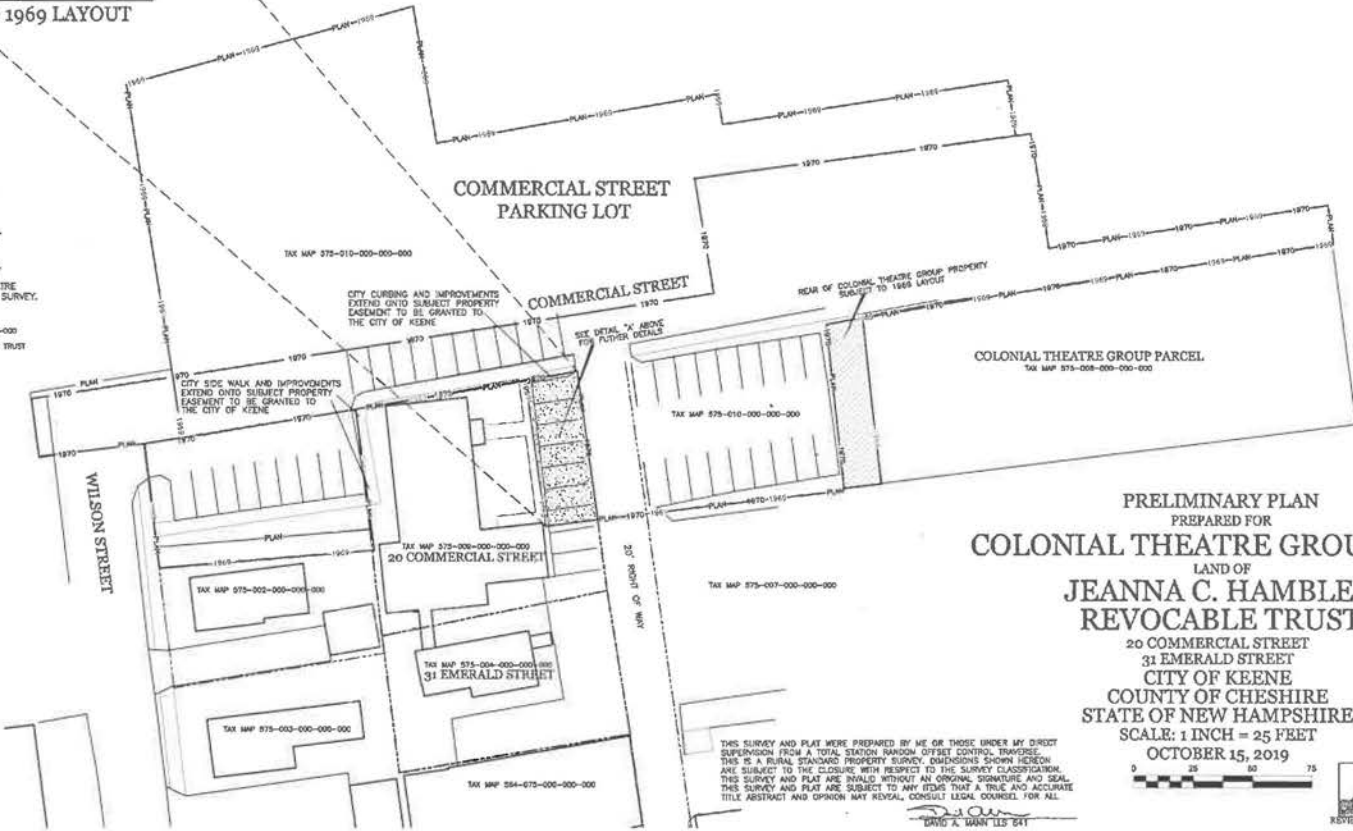 1969 LAYOUT
COMMERCIAL STREET
PARKING LOT
TAX MAP 575-010-000-000-000
TRE
SURVEY.
-000
TRUST
CITY CURBING AND IMPROVEMENTS
EXTEND ONTO SUBJECT PROPERTY
EASEMENT TO BE GRANTED TO
THE CITY OF KEENE
COMMERCIAL STREET
SEE DETAIL "A" ABOVE
FOR FUTHER DETAILS
REAR OF COLONIAL THEATRE GROUP PROPERTY
SUBJECT TO 1969 LAYOUT
COLONIAL THEATRE GROUP PARCEL
TAX MAP 575-008-000-000-000
CITY SIDE WALK AND IMPROVEMENTS
EXTEND ONTO SUBJECT PROPERTY
EASEMENT TO BE GRANTED TO
THE CITY OF KEENE
TAX MAP 575-010-000-000-000
WILSON STREET
TAX MAP 575-009-000-000-000
20 COMMERCIAL STREET
TAX MAP 575-002-000-000-000
20' RIGHT OF WAY
TAX MAP 575-007-000-000-000
TAX MAP 575-004-000-000-000
31 EMERALD STREET
TAX MAP 575-003-000-000-000
TAX MAP 584-075-000-000-000
PRELIMINARY PLAN
PREPARED FOR
COLONIAL THEATRE GROU
LAND OF
JEANNA C. HAMBLE
REVOCABLE TRUST
20 COMMERCIAL STREET
31 EMERALD STREET
CITY OF KEENE
COUNTY OF CHESHIRE
STATE OF NEW HAMPSHIRE
SCALE: 1 INCH = 25 FEET
OCTOBER 15, 2019
0 25 50 75
THIS SURVEY AND PLAT WERE PREPARED BY ME OR THOSE UNDER MY DIRECT
SUPERVISION FROM A TOTAL STATION RANDOM OFFSET CONTROL TRAVERSE.
THIS IS A RURAL STANDARD PROPERTY SURVEY. DIMENSIONS SHOWN HEREON
ARE SUBJECT TO THE CLOSURE WITH RESPECT TO THE SURVEY CLASSIFICATION.
THIS SURVEY AND PLAT ARE INVALID WITHOUT AN ORIGINAL SIGNATURE AND SEAL.
THIS SURVEY AND PLAT ARE SUBJECT TO ANY ITEMS THAT A TRUE AND ACCURATE
TITLE ABSTRACT AND OPINION MAY REVEAL, CONSULT LEGAL COUNSEL FOR ALL
DAVID A. MANN LLS 641